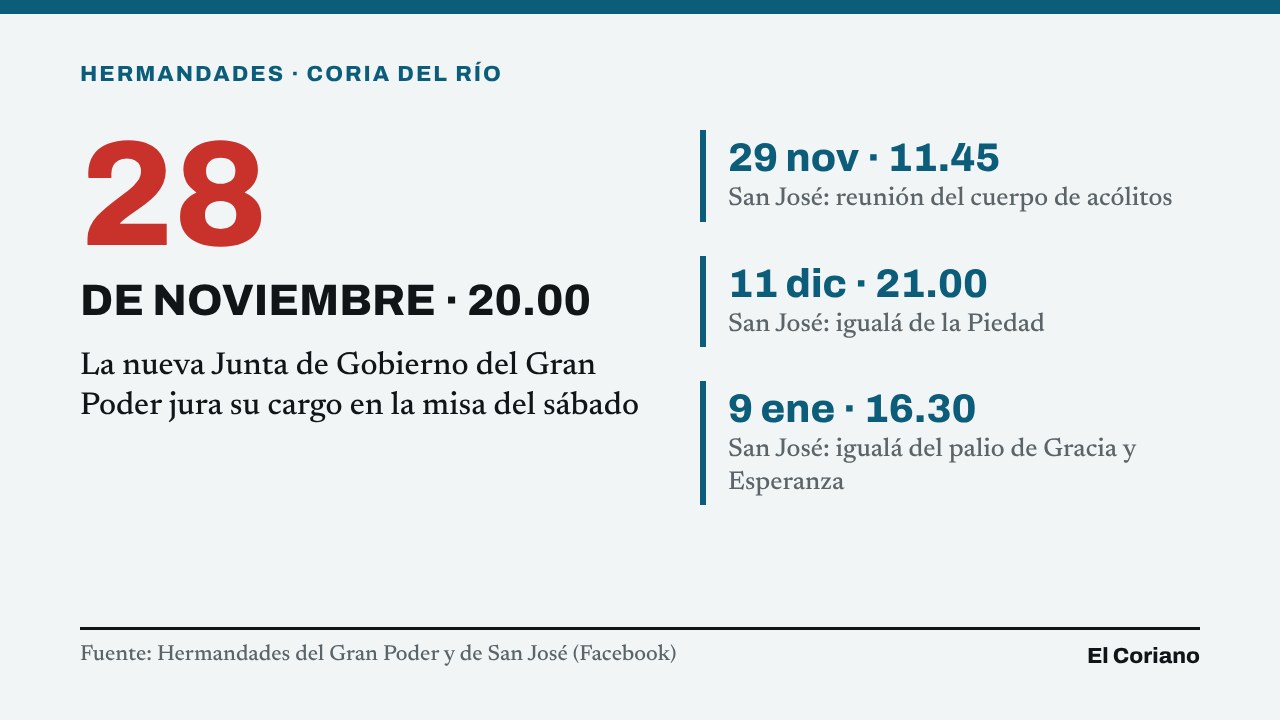 HERMANDADES · CORIA DEL RÍO
28
DE NOVIEMBRE · 20.00
La nueva Junta de Gobierno del Gran
Poder jura su cargo en la misa del sábado
29 nov · 11.45
San José: reunión del cuerpo de acólitos
11 dic · 21.00
San José: igualá de la Piedad
9 ene · 16.30
San José: igualá del palio de Gracia y
Esperanza
Fuente: Hermandades del Gran Poder y de San José (Facebook)
El Coriano